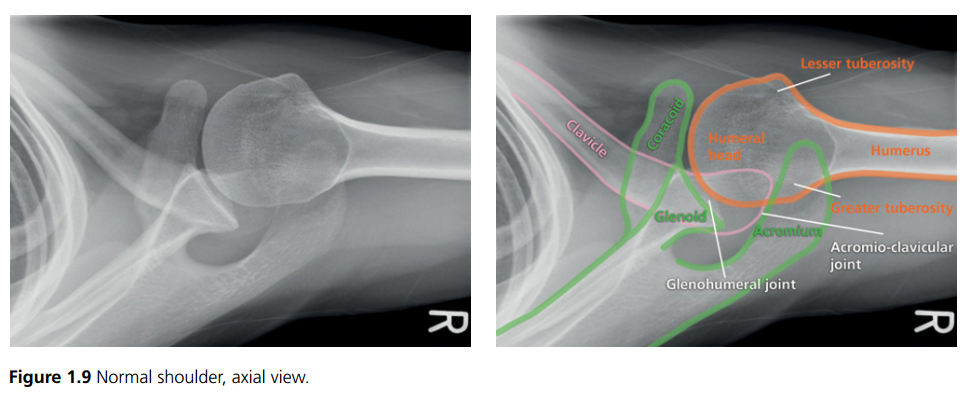 R
Lesser tuberosity
Clavicle
Coracoid
Humeral
head
Humerus
Glenoid
Greater tuberosity
Acromium
Acromio-clavicular
joint
Glenohumeral joint
R
Figure 1.9 Normal shoulder, axial view.